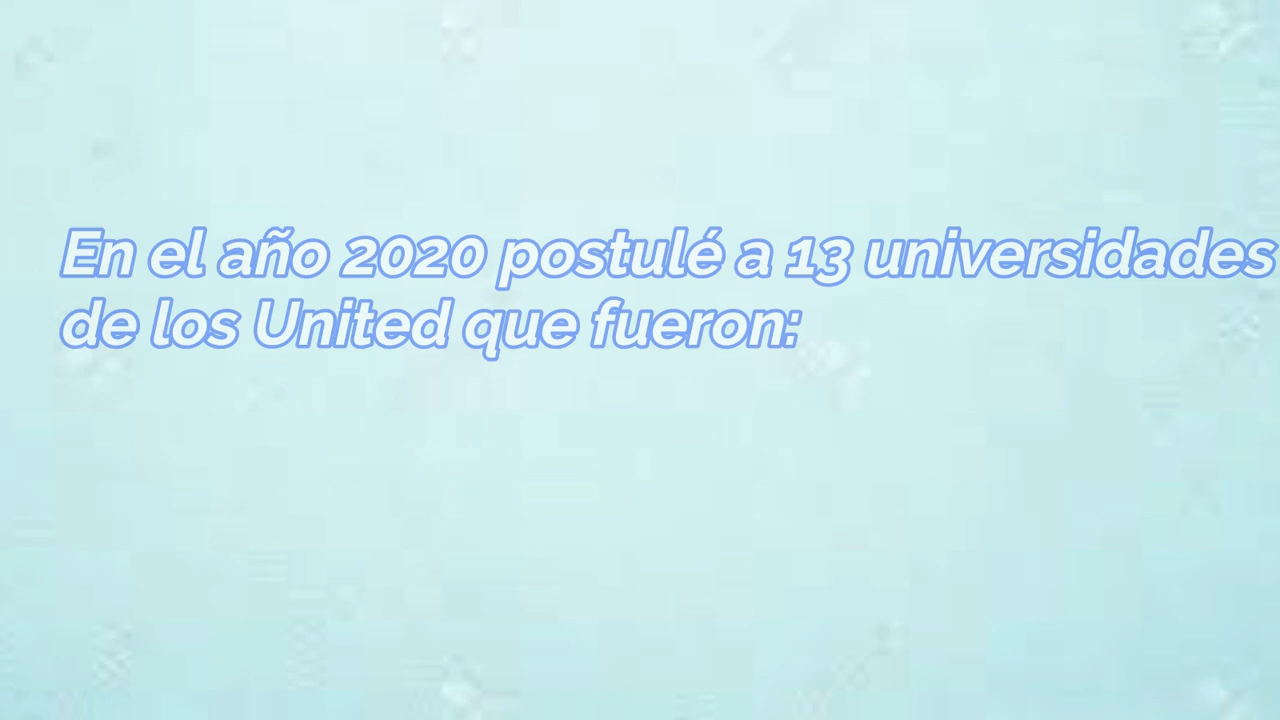 En el año 2020 postulé a 13 universidades
de los United que fueron: